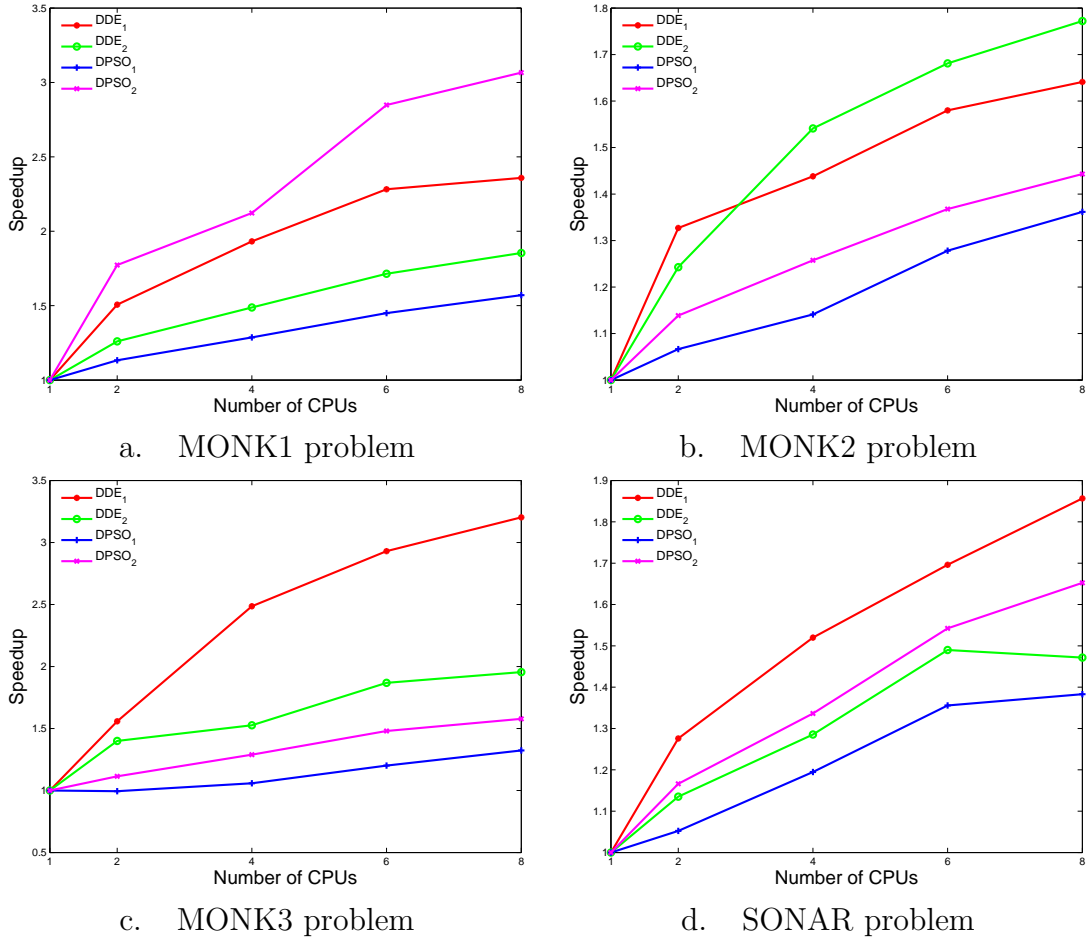 3.5
3
2.5
2
1.5
1
Speedup
DDE1
DDE2
DPSO1
DPSO2
1 2 4 6 8
Number of CPUs
a. MONK1 problem
1.8
1.7
1.6
1.5
1.4
1.3
1.2
1.1
1
Speedup
DDE1
DDE2
DPSO1
DPSO2
1 2 4 6 8
Number of CPUs
b. MONK2 problem
3.5
3
2.5
2
1.5
1
0.5
Speedup
DDE1
DDE2
DPSO1
DPSO2
1 2 4 6 8
Number of CPUs
c. MONK3 problem
1.9
1.8
1.7
1.6
1.5
1.4
1.3
1.2
1.1
1
Speedup
DDE1
DDE2
DPSO1
DPSO2
1 2 4 6 8
Number of CPUs
d. SONAR problem